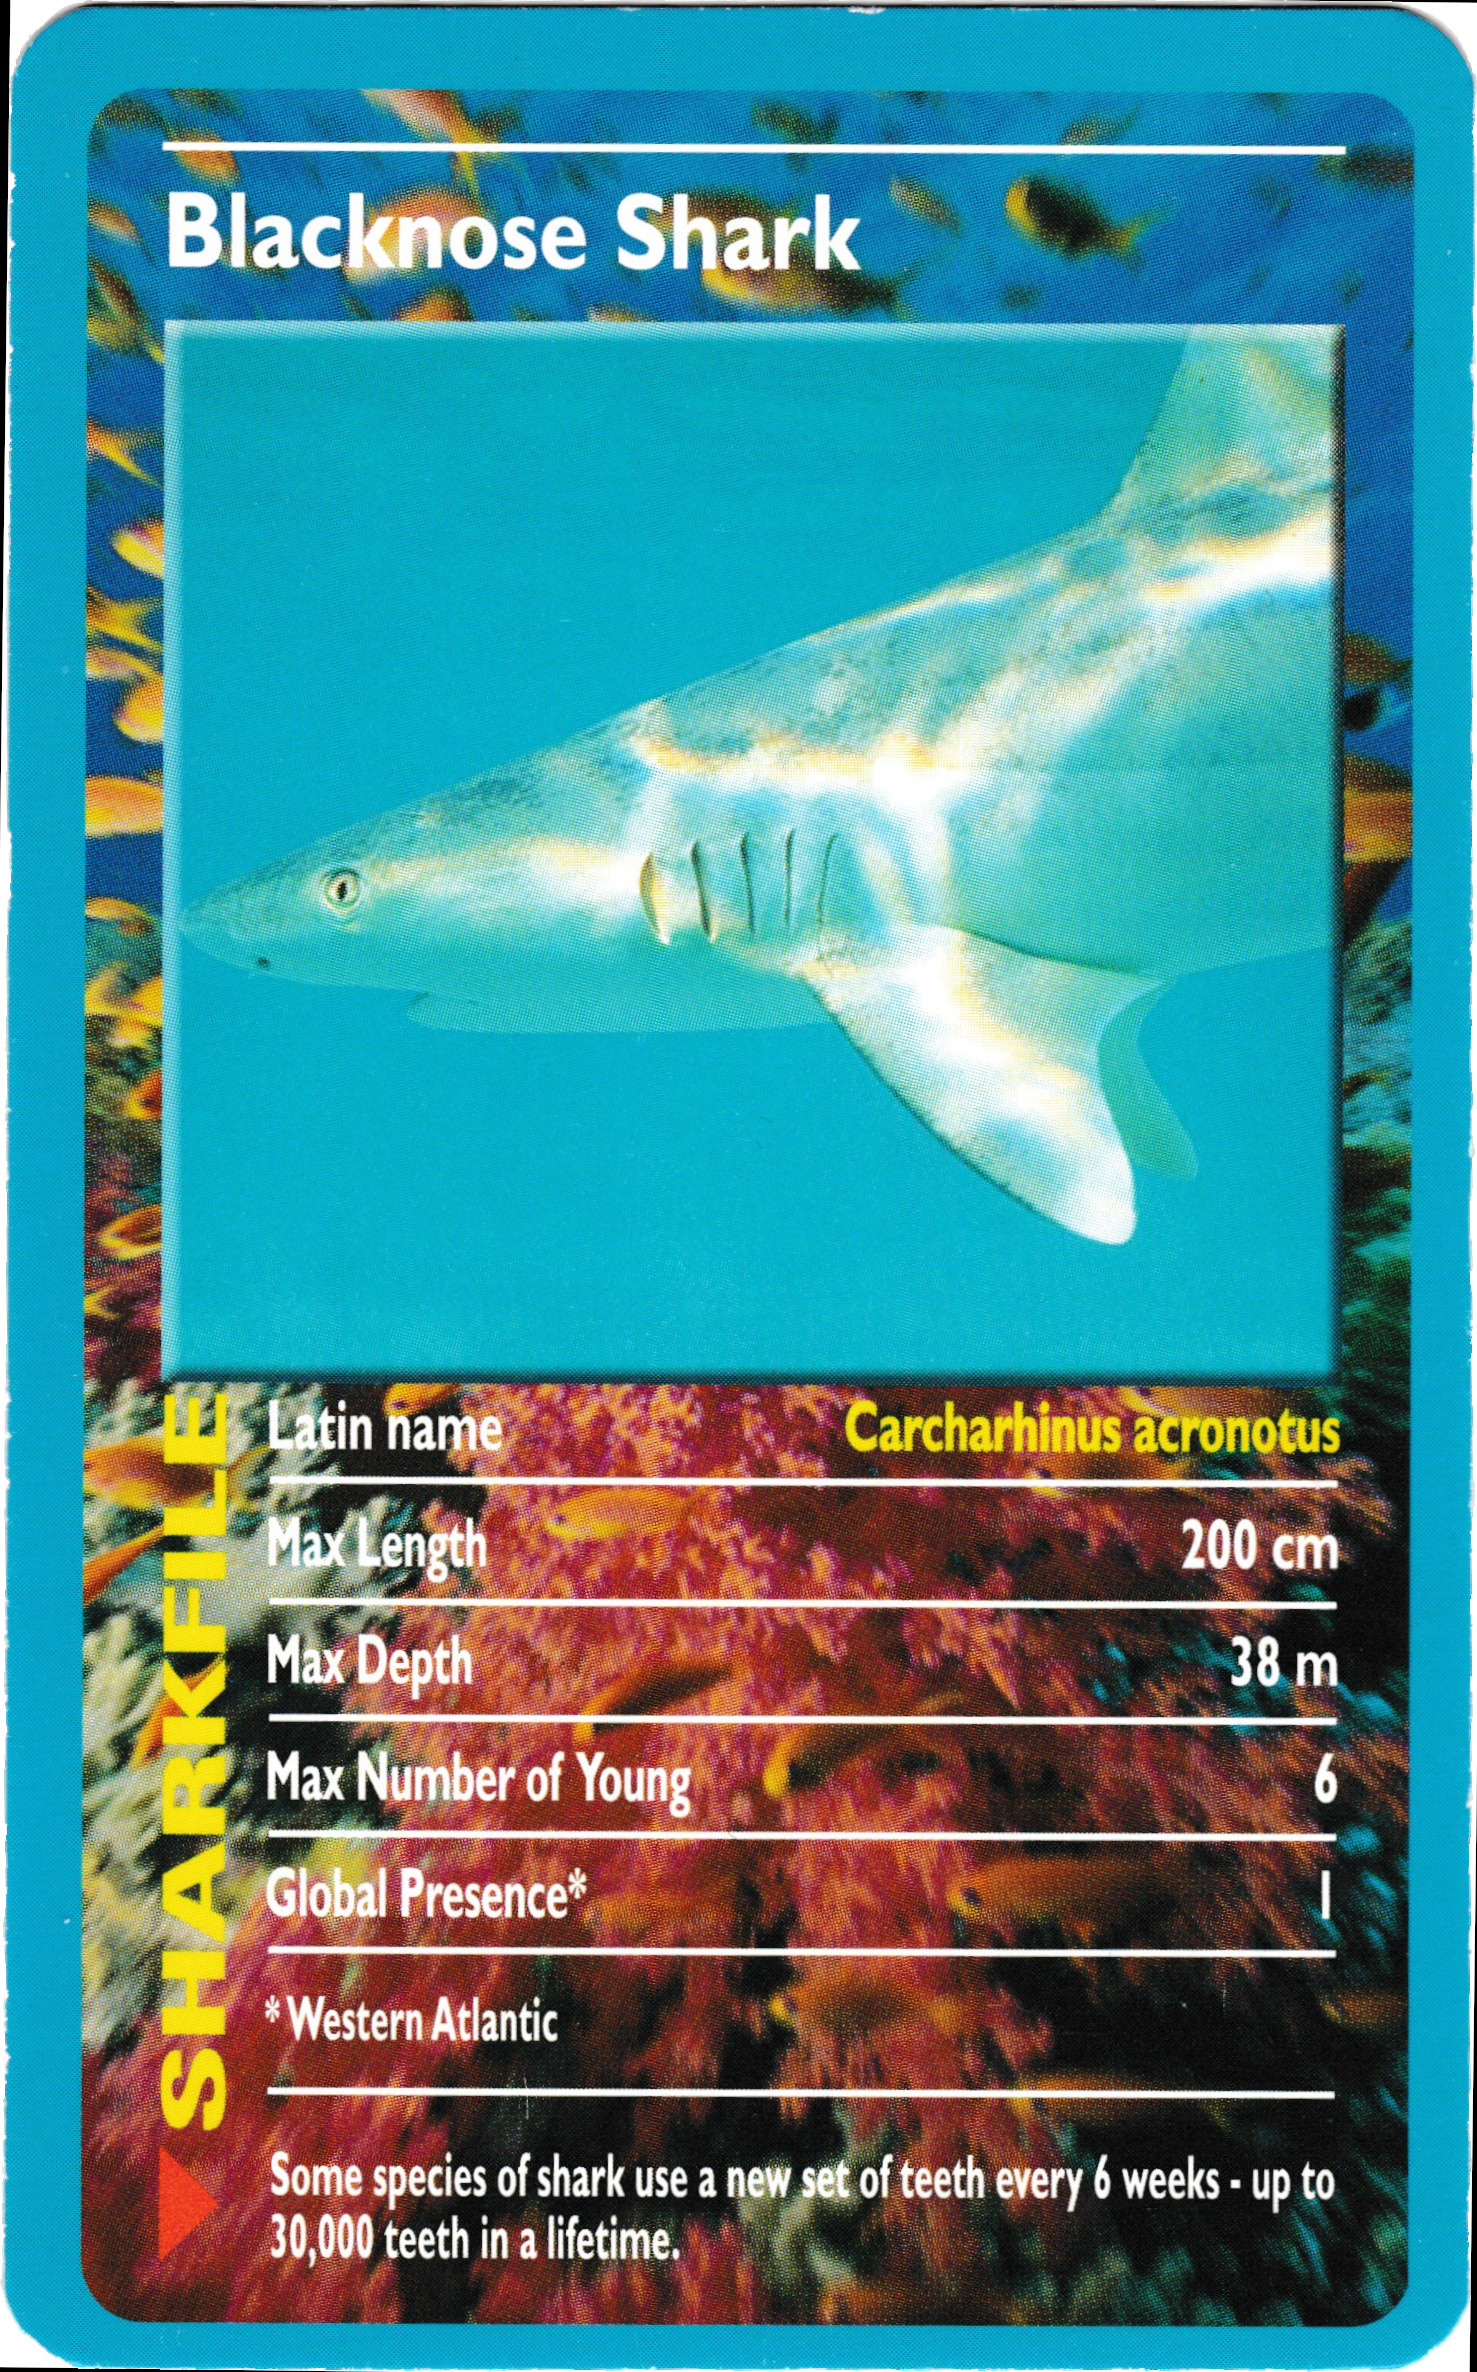 Blacknose Shark
SHARKFILE
Latin name Carcharhinus acronotus
Max Length 200 cm
Max Depth 38 m
Max Number of Young 6
Global Presence* 1
* Western Atlantic
Some species of shark use a new set of teeth every 6 weeks - up to
30,000 teeth in a lifetime.